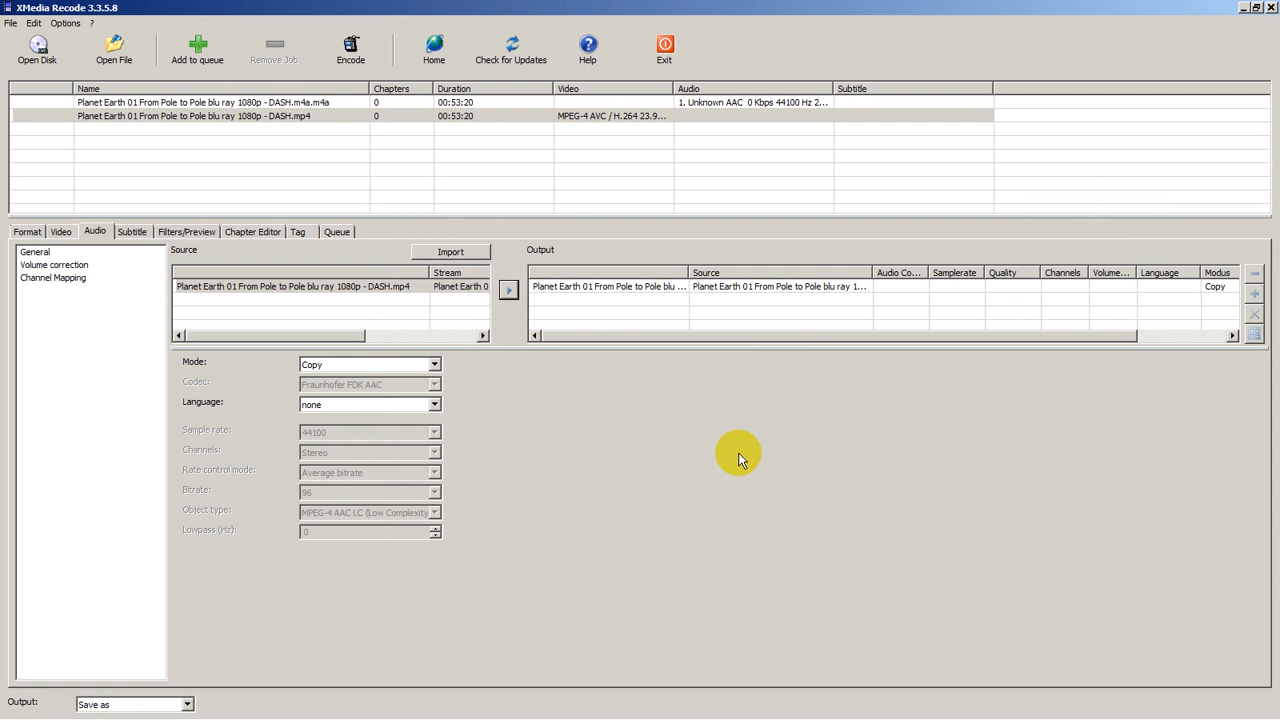 XMedia Recode 3.3.5.8
File Edit Options ?
Open Disk Open File Add to queue Remove Job Encode Home Check for Updates Help Exit
Name Chapters Duration Video Audio Subtitle
Planet Earth 01 From Pole to Pole blu ray 1080p - DASH.m4a.m4a 0 00:53:20 1. Unknown AAC 0 Kbps 44100 Hz 2...
Planet Earth 01 From Pole to Pole blu ray 1080p - DASH.mp4 0 00:53:20 MPEG-4 AVC / H.264 23.9...
Format Video Audio Subtitle Filters/Preview Chapter Editor Tag Queue
General
Volume correction
Channel Mapping
Source Import Output
Stream Source Audio Co... Samplerate Quality Channels Volume... Language Modus
Planet Earth 01 From Pole to Pole blu ray 1080p - DASH.mp4 Planet Earth 0 Planet Earth 01 From Pole to Pole blu ... Planet Earth 01 From Pole to Pole blu ray 1... Copy
Mode: Copy
Codec: Fraunhofer FDK AAC
Language: none
Sample rate: 44100
Channels: Stereo
Rate control mode: Average bitrate
Bitrate: 96
Object type: MPEG-4 AAC LC (Low Complexity
Lowpass (Hz): 0
Output: Save as